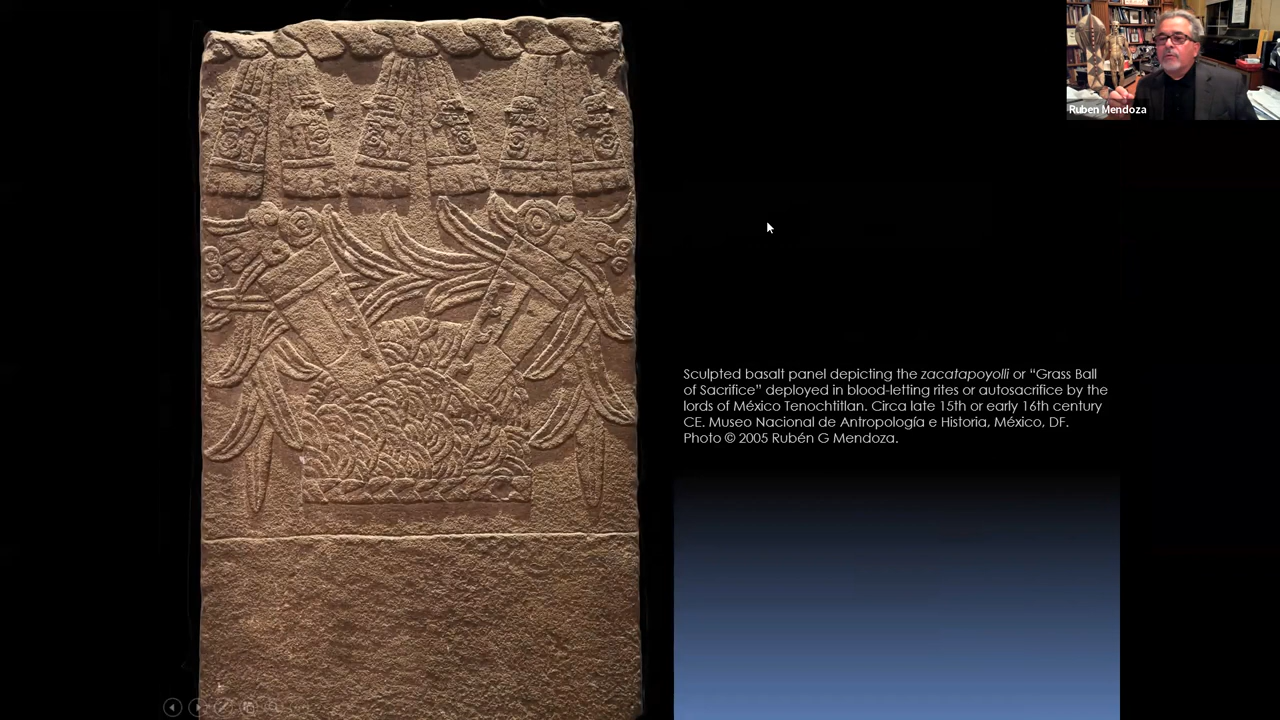 Ruben Mendoza
Sculpted basalt panel depicting the zacatapoyolli or “Grass Ball
of Sacrifice” deployed in blood-letting rites or autosacrifice by the
lords of México Tenochtitlan. Circa late 15th or early 16th century
CE. Museo Nacional de Antropología e Historia, México, DF.
Photo © 2005 Rubén G Mendoza.